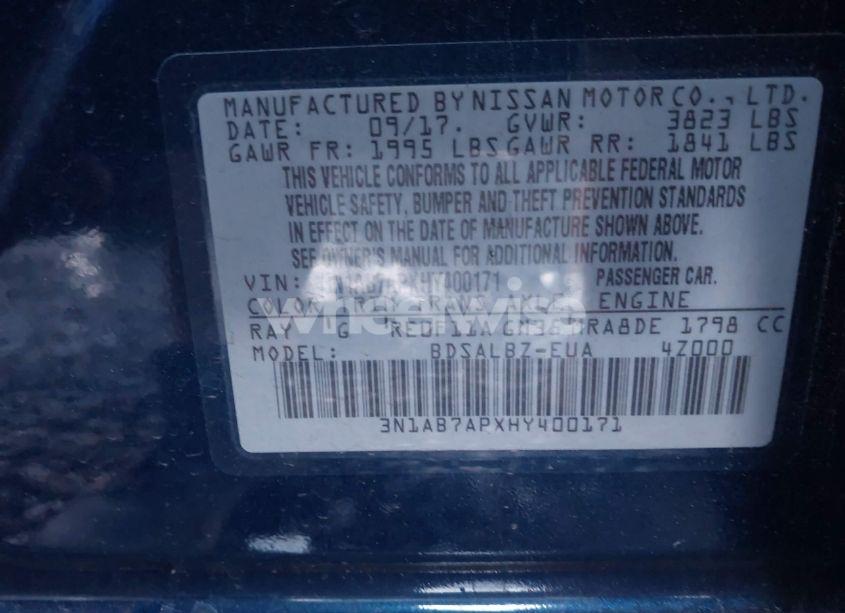 MANUFACTURED BY NISSAN MOTOR CO., LTD.
DATE: 09/17. GVWR: 3823 LBS
GAWR FR: 1995 LBS GAWR RR: 1841 LBS
THIS VEHICLE CONFORMS TO ALL APPLICABLE FEDERAL MOTOR
VEHICLE SAFETY, BUMPER AND THEFT PREVENTION STANDARDS
IN EFFECT ON THE DATE OF MANUFACTURE SHOWN ABOVE.
SEE OWNER'S MANUAL FOR ADDITIONAL INFORMATION.
VIN: PASSENGER CAR.
COLOR TRIM ENGINE
RAY G 1798 CC
MODEL: BDSALBZ-EUA 4Z000
3N1AB7APXHY400171
wheelwise